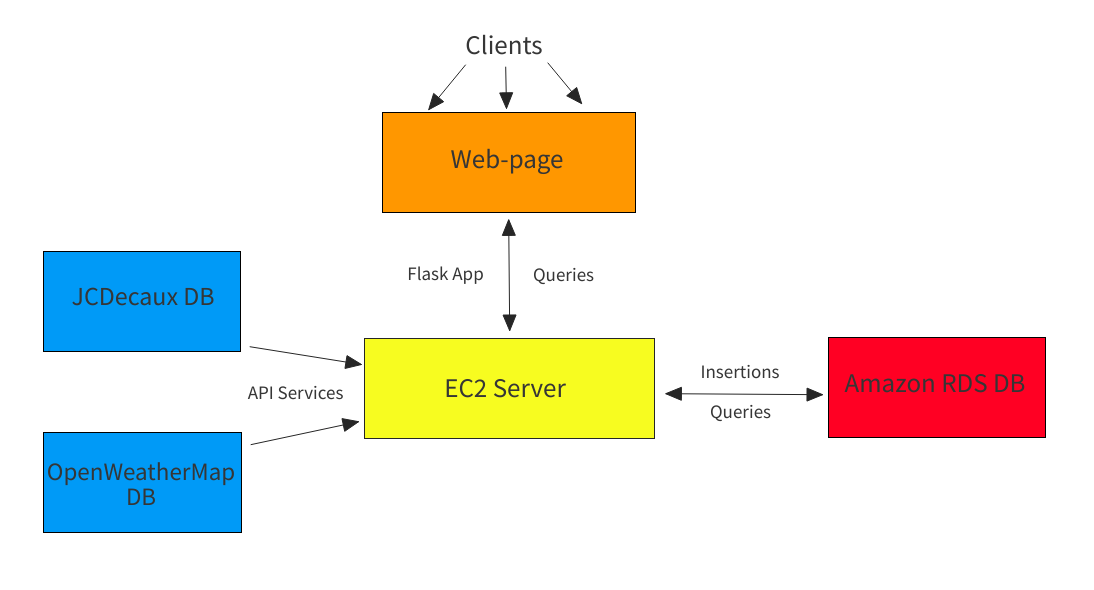 Clients
Web-page
Flask App
Queries
JCDecaux DB
API Services
OpenWeatherMap
DB
EC2 Server
Insertions
Queries
Amazon RDS DB